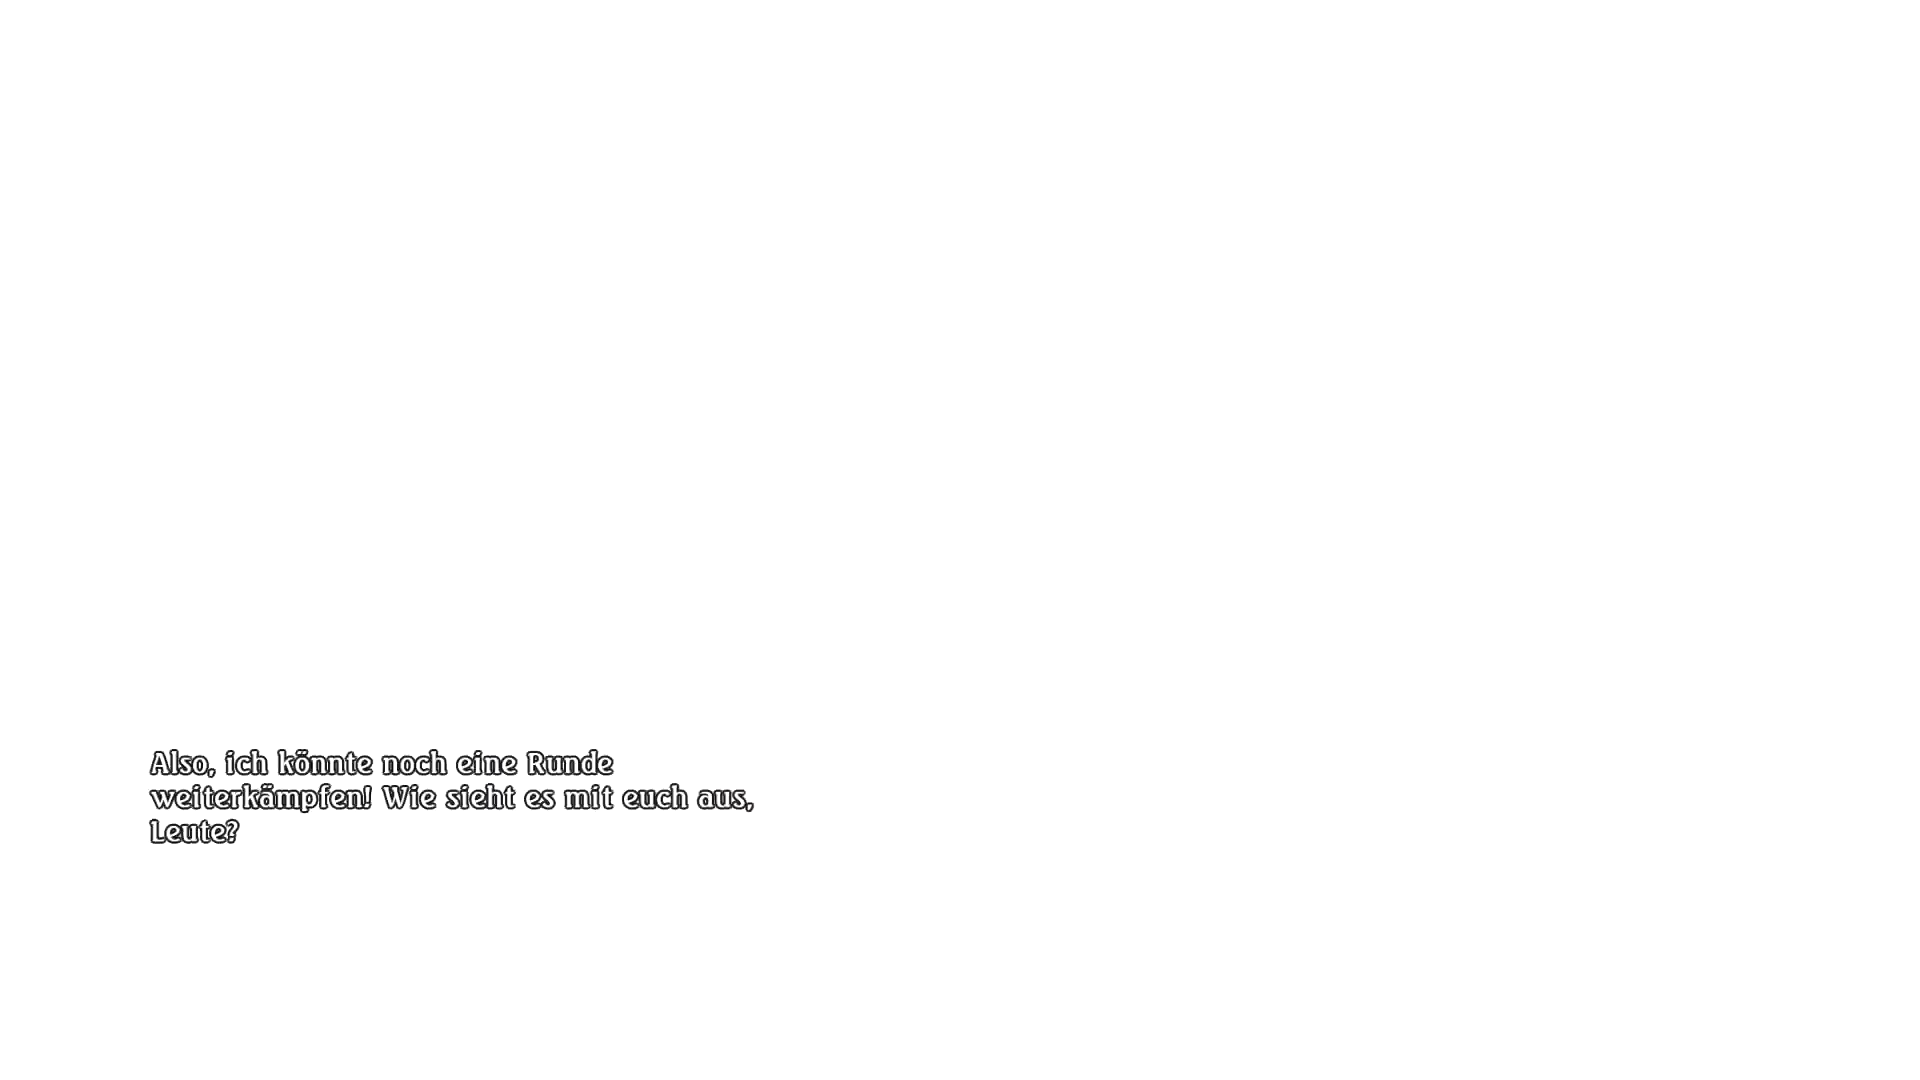 Also, ich könnte noch eine Runde
weiterkämpfen! Wie sieht es mit euch aus,
Leute?